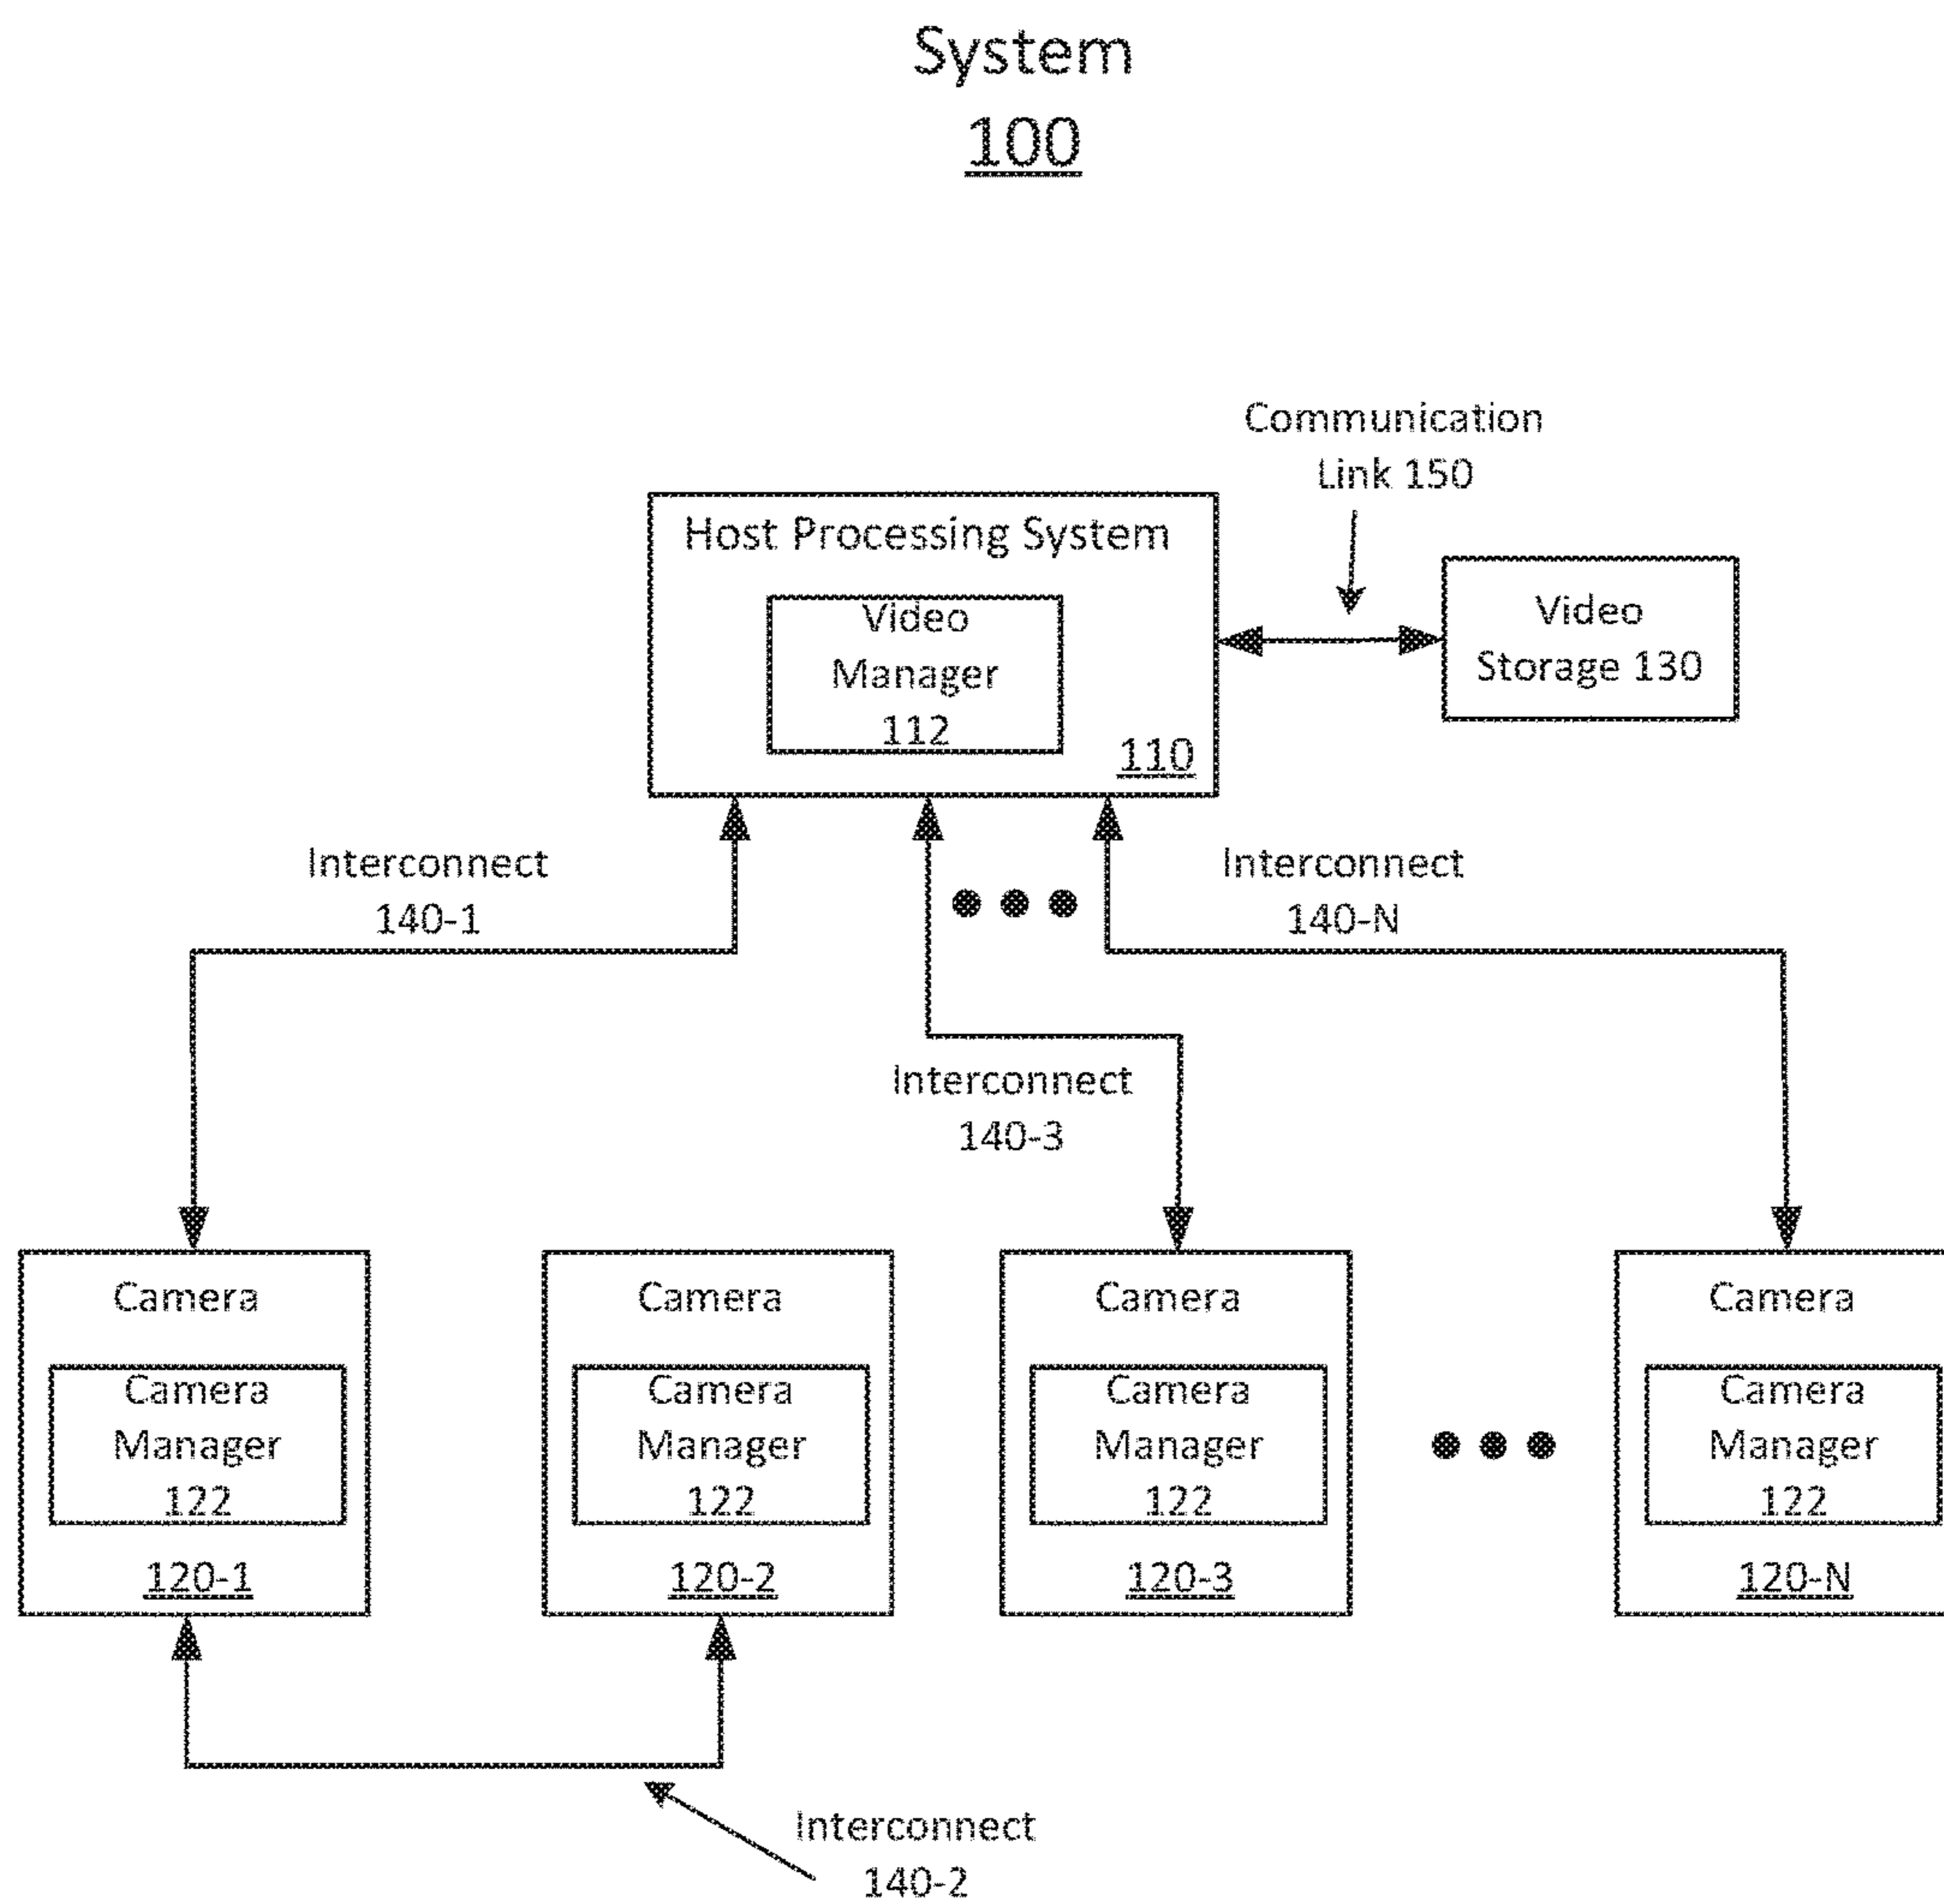 System
100
Communication
Link 150
Host Processing System
Video
Manager
112
110
Video
Storage 130
Interconnect
140-1
Interconnect
140-N
Interconnect
140-3
Camera
Camera
Manager
122
120-1
Camera
Camera
Manager
122
120-2
Camera
Camera
Manager
122
120-3
Camera
Camera
Manager
122
120-N
Interconnect
140-2